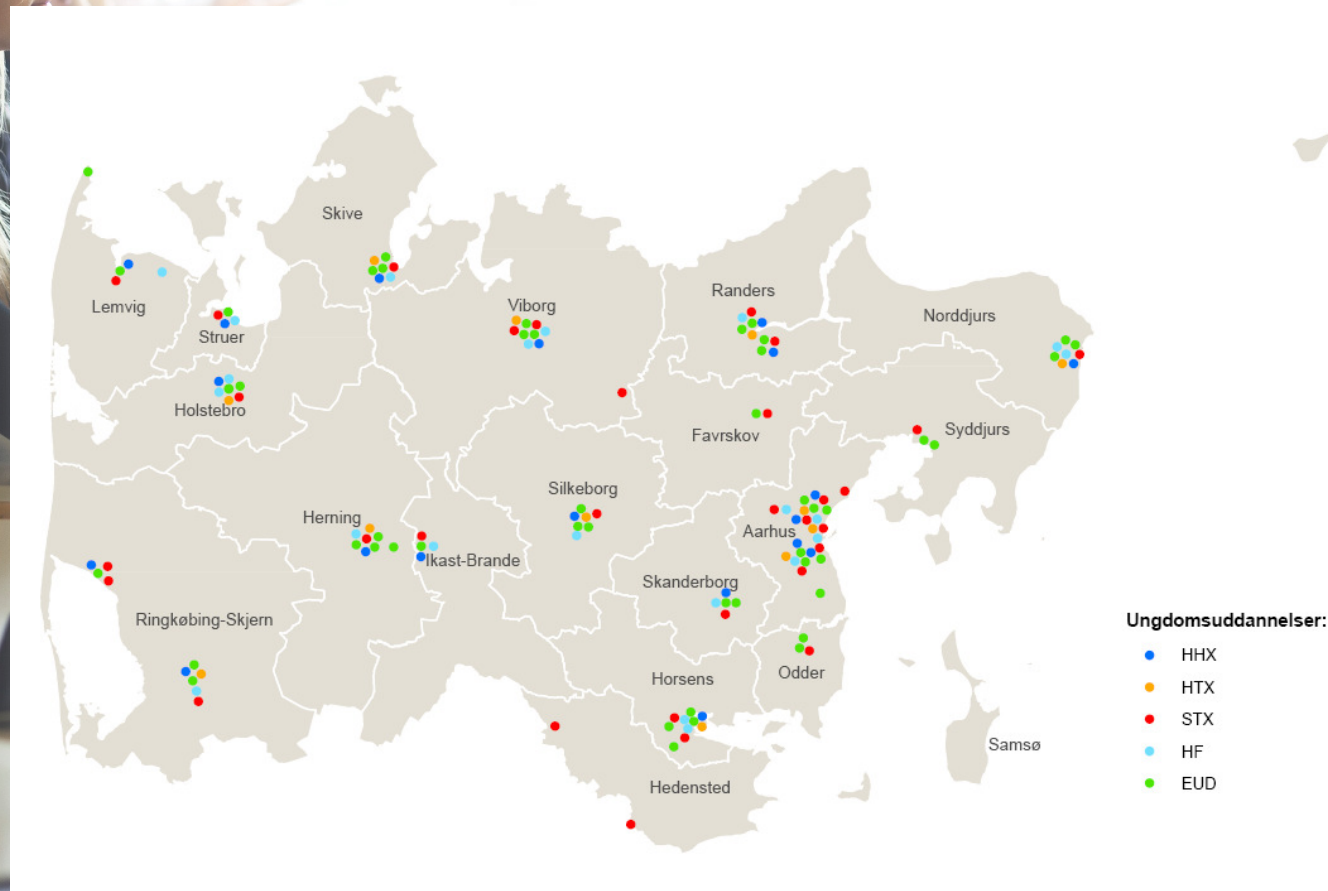 Skive
Lemvig
Struer
Viborg
Randers
Norddjurs
Holstebro
Favrskov
Syddjurs
Silkeborg
Herning
Aarhus
Ikast-Brande
Skanderborg
Ringkøbing-Skjern
Odder
Horsens
Samsø
Hedensted
Ungdomsuddannelser:
HHX
HTX
STX
HF
EUD